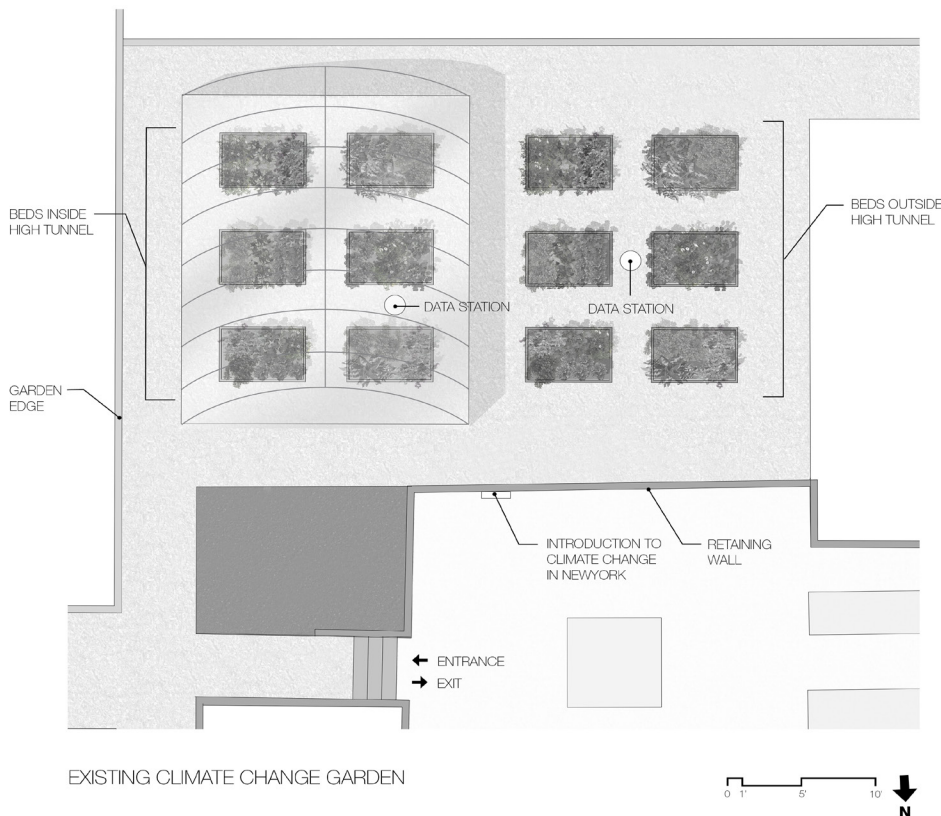 BEDS INSIDE
HIGH TUNNEL
BEDS OUTSIDE
HIGH TUNNEL
DATA STATION
DATA STATION
GARDEN
EDGE
INTRODUCTION TO
CLIMATE CHANGE
IN NEWYORK
RETAINING
WALL
ENTRANCE
EXIT
EXISTING CLIMATE CHANGE GARDEN
0 1' 5' 10'
N